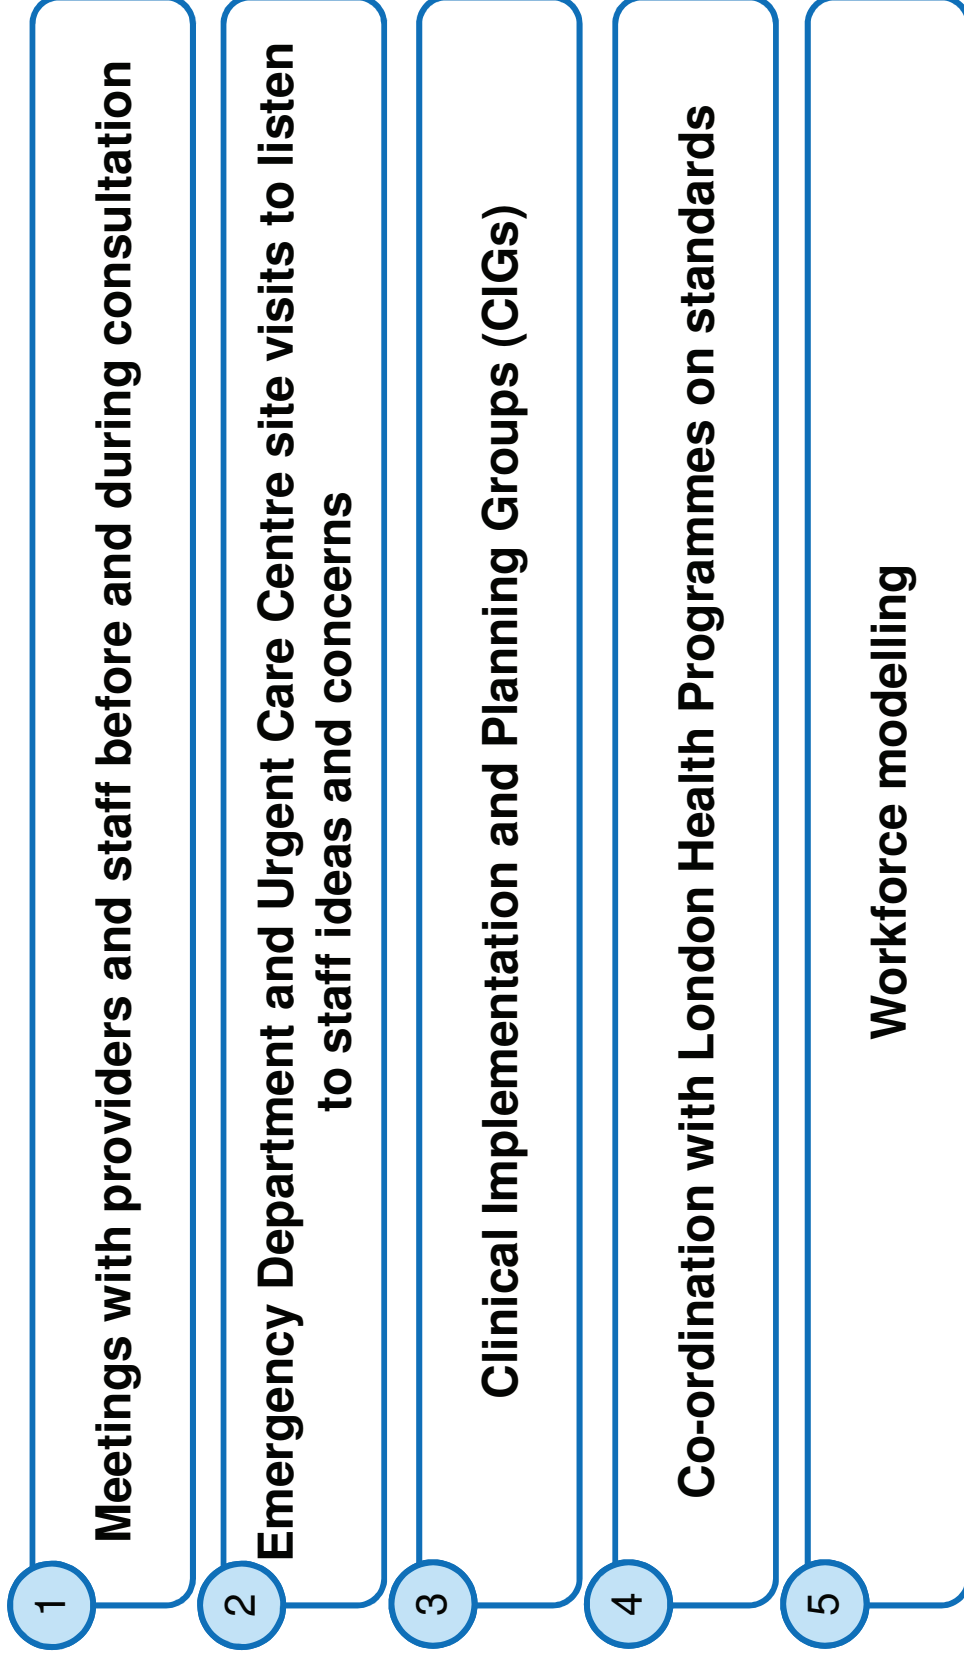 1
Meetings with providers and staff before and during consultation
2
Emergency Department and Urgent Care Centre site visits to listen
to staff ideas and concerns
3
Clinical Implementation and Planning Groups (CIGs)
4
Co-ordination with London Health Programmes on standards
5
Workforce modelling